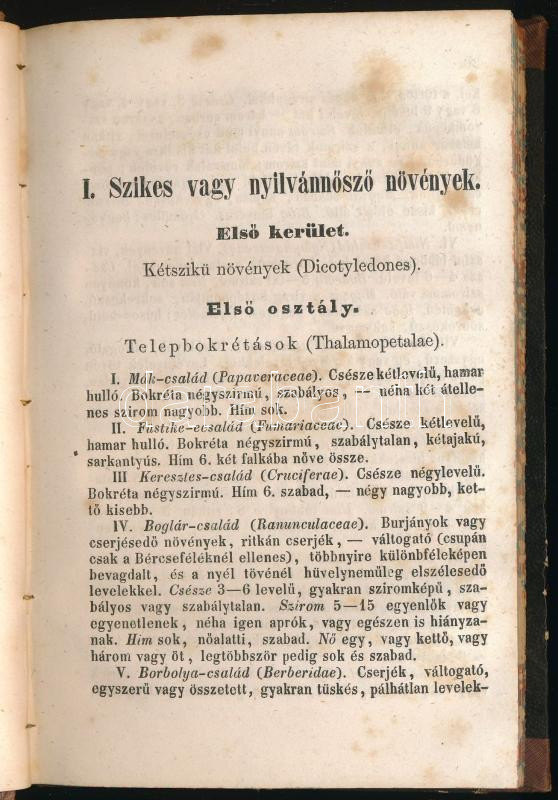 I. Szikes vagy nyilvánnősző növények.
Első kerület.
Kétszikü növények (Dicotyledones).
Első osztály.
Telepbokrétások (Thalamopetalae).
I. Mák-család (Papaveraceae). Csésze kétlevelű, hamar
hulló. Bokréta négyszirmú, szabályos, — néha két átelle-
nes szirom nagyobb. Hím sok.
II. Füstike-család (Fumariaceae). Csésze kétlevelű,
hamar hulló. Bokréta négyszirmú, szabálytalan, kétajakú,
sarkantyús. Hím 6. két falkába nőve össze.
III Keresztes-család (Cruciferae). Csésze négylevelű.
Bokréta négyszirmú. Hím 6. szabad, — négy nagyobb, ket-
tő kisebb.
IV. Boglár-család (Ranunculaceae). Burjányok vagy
cserjésedő növények, ritkán cserjék, — váltogató (csupán
csak a Bércseféléknél ellenes), többnyire különbféleképen
bevagdalt, és a nyél tövénél hüvelynemüleg elszélesedő
levelekkel. Csésze 3—6 levelű, gyakran sziromképű, sza-
bályos vagy szabálytalan. Szirom 5—15 egyenlők vagy
egyenetlenek, néha igen aprók, vagy egészen is hiányza-
nak. Hím sok, nőalatti, szabad. Nő egy, vagy kettő, vagy
három vagy öt, legtöbbször pedig sok és szabad.
V. Borbolya-család (Berberidae). Cserjék, váltogató,
egyszerű vagy összetett, gyakran tüskés, pálhátlan levelek-